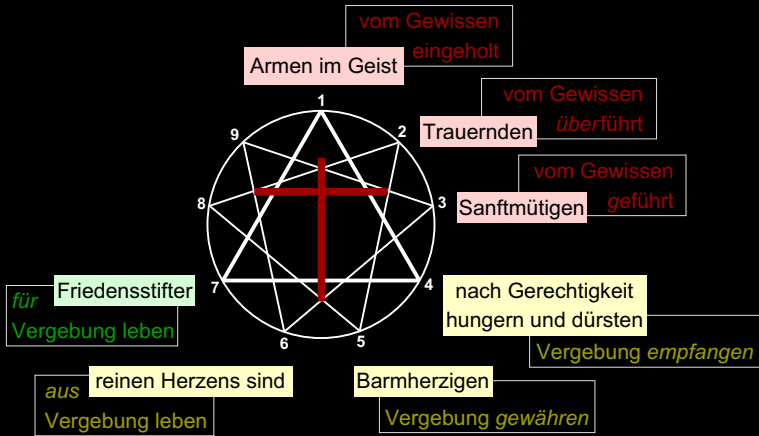 vom Gewissen
eingeholt
Armen im Geist
1
vom Gewissen
überführt
9
2
Trauernden
vom Gewissen
geführt
8
3
Sanftmütigen
7
4
Friedensstifter
für
Vergebung leben
nach Gerechtigkeit
hungern und dürsten
Vergebung empfangen
6
5
reinen Herzens sind
aus
Vergebung leben
Barmherzigen
Vergebung gewähren